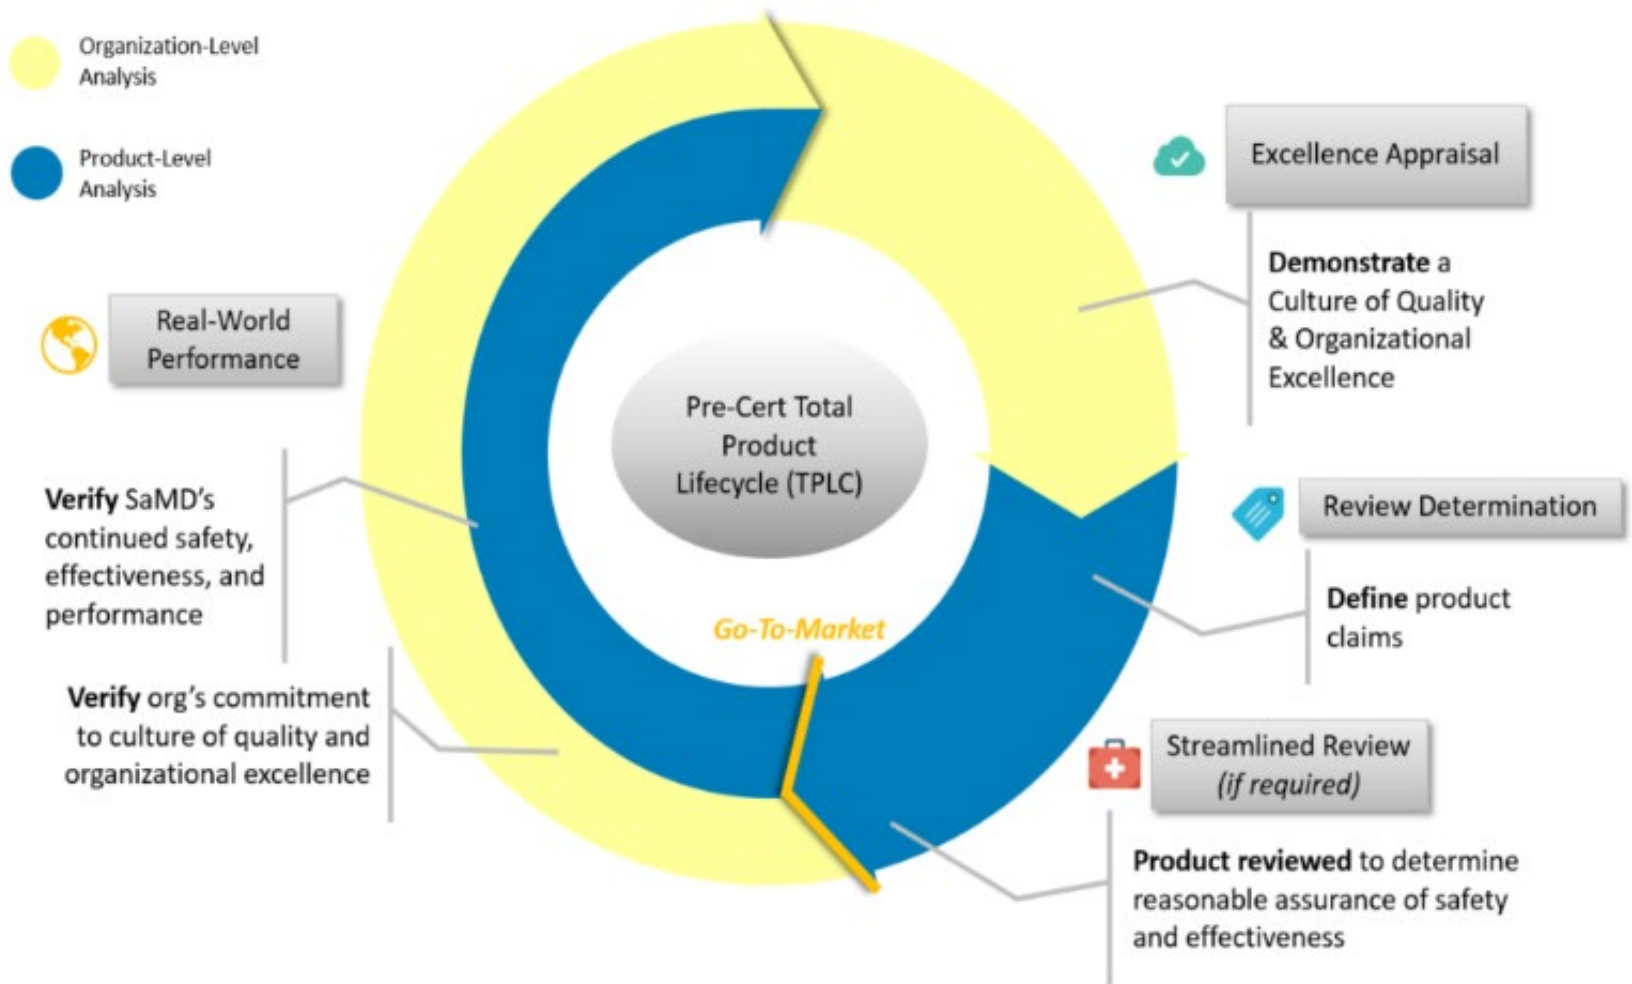 Organization-Level
Analysis
Product-Level
Analysis
Excellence Appraisal
Demonstrate a
Culture of Quality
& Organizational
Excellence
Real-World
Performance
Pre-Cert Total
Product
Lifecycle (TPLC)
Review Determination
Verify SaMD's
continued safety,
effectiveness, and
performance
Define product
claims
Go-To-Market
Verify org's commitment
to culture of quality and
organizational excellence
Streamlined Review
(if required)
Product reviewed to determine
reasonable assurance of safety
and effectiveness